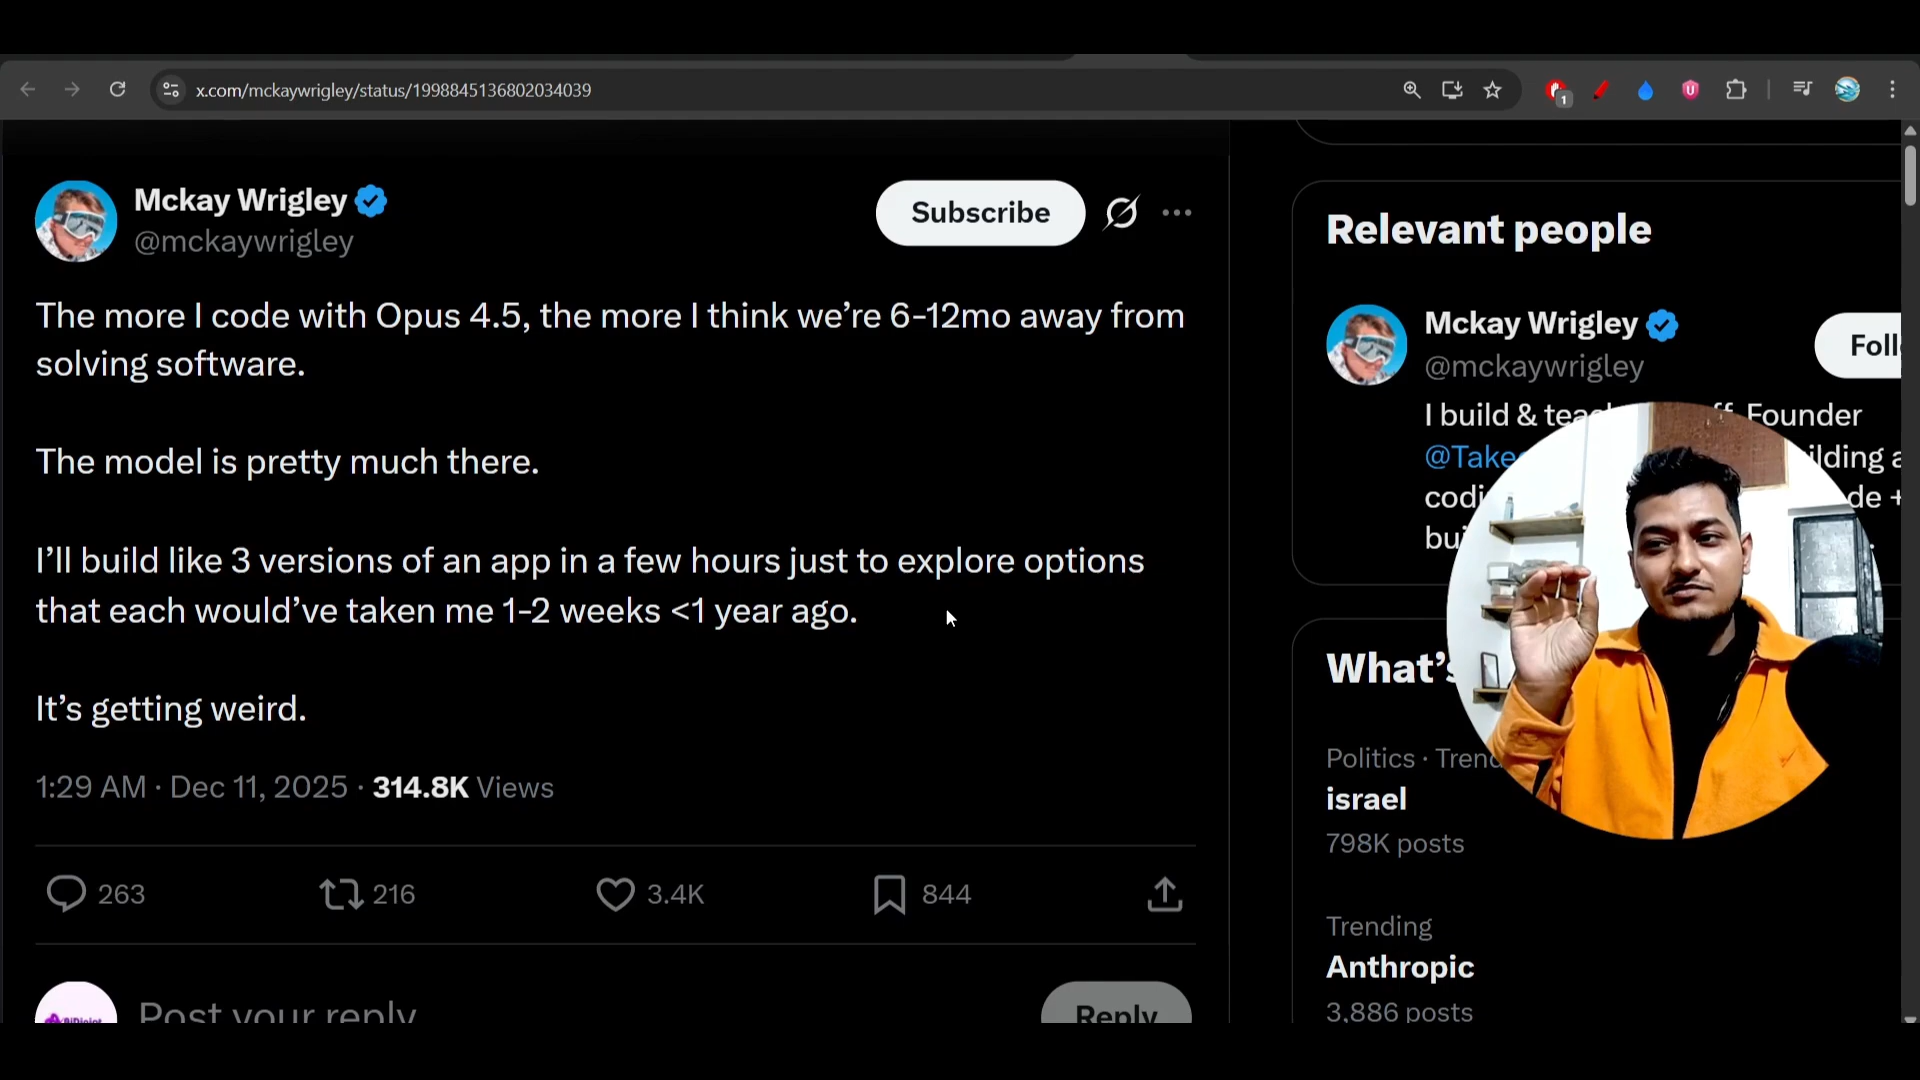 x.com/mckaywrigley/status/1998845136802034039
1
Mckay Wrigley
@mckaywrigley
Subscribe
The more I code with Opus 4.5, the more I think we’re 6-12mo away from
solving software.
The model is pretty much there.
I’ll build like 3 versions of an app in a few hours just to explore options
that each would’ve taken me 1-2 weeks <1 year ago.
It’s getting weird.
1:29 AM · Dec 11, 2025 · 314.8K Views
263
216
3.4K
844
Post your reply
Reply
Relevant people
Mckay Wrigley
@mckaywrigley
Foll
I build & Founder
@Take
What’s
Politics ·
israel
798K posts
Trending
Anthropic
3,886 posts